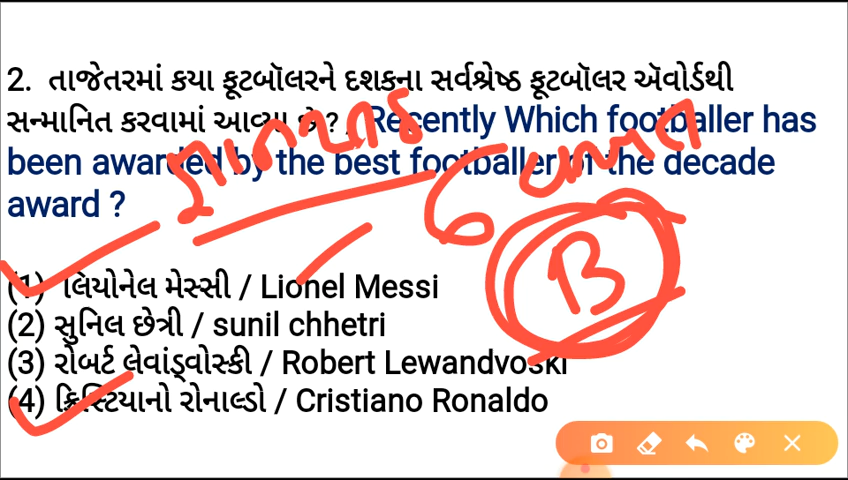 2. તાજેતરમાં કયા ફૂટબૉલરને દશકના સર્વશ્રેષ્ઠ ફૂટબૉલર ઍવોર્ડથી
સન્માનિત કરવામાં આવ્યા છે? / Recently Which footballer has
been awarded by the best footballer of the decade
award ?
(1) લિયોનેલ મેસ્સી / Lionel Messi
(2) સુનિલ છેત્રી / sunil chhetri
(3) રોબર્ટ લેવાંડ્વોસ્કી / Robert Lewandvoski
(4) ક્રિસ્ટિયાનો રોનાલ્ડો / Cristiano Ronaldo
B